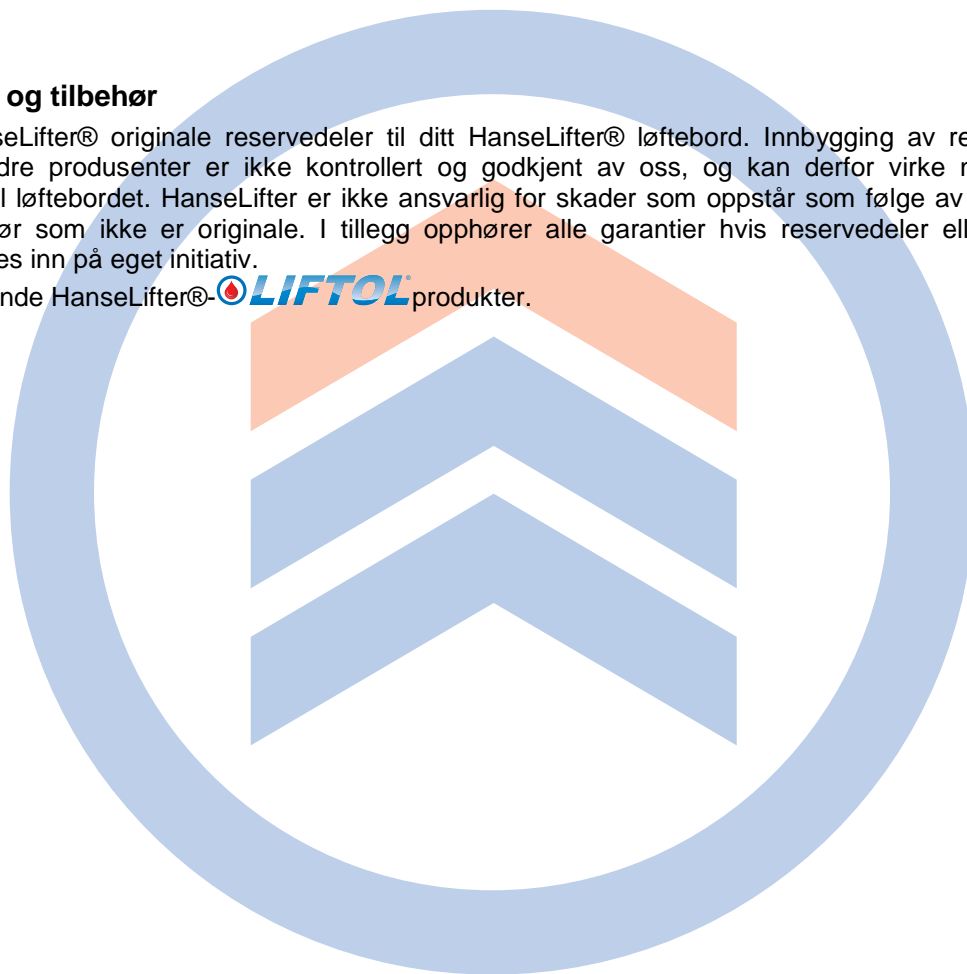 og tilbehør
seLifter® originale reservedeler til ditt HanseLifter® løftebord. Innbygging av re
dre produsenter er ikke kontrollert og godkjent av oss, og kan derfor virke
l løftebordet. HanseLifter er ikke ansvarlig for skader som oppstår som følge av
ør som ikke er originale. I tillegg opphører alle garantier hvis reservedeler ell
es inn på eget initiativ.
nde HanseLifter®-LIFTOL® produkter.